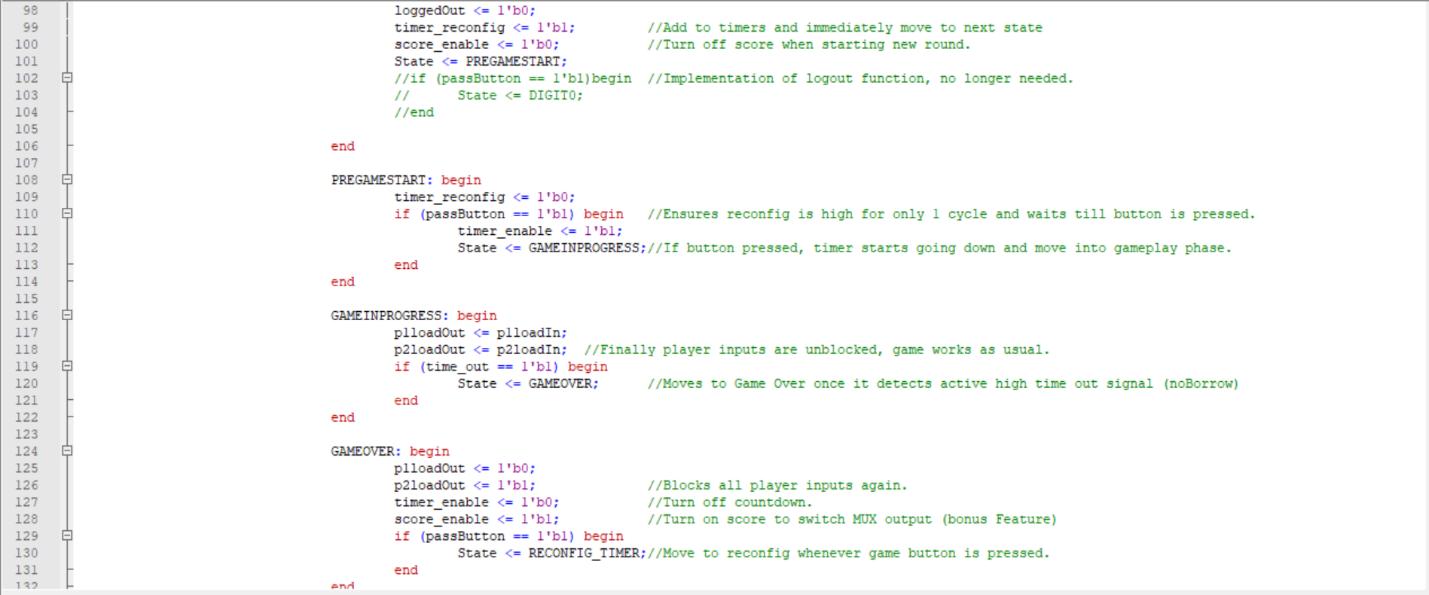 98 loggedOut <= 1'b0;
99 timer_reconfig <= 1'b1; //Add to timers and immediately move to next state
100 score_enable <= 1'b0; //Turn off score when starting new round.
101 State <= PREGAMESTART;
102 //if (passButton == 1'b1)begin //Implementation of logout function, no longer needed.
103 // State <= DIGIT0;
104 //end
105
106 end
107
108 PREGAMESTART: begin
109 timer_reconfig <= 1'b0;
110 if (passButton == 1'b1) begin //Ensures reconfig is high for only 1 cycle and waits till button is pressed.
111 timer_enable <= 1'b1;
112 State <= GAMEINPROGRESS;//If button pressed, timer starts going down and move into gameplay phase.
113 end
114 end
115
116 GAMEINPROGRESS: begin
117 p1loadOut <= p1loadIn;
118 p2loadOut <= p2loadIn; //Finally player inputs are unblocked, game works as usual.
119 if (time_out == 1'b1) begin
120 State <= GAMEOVER; //Moves to Game Over once it detects active high time out signal (noBorrow)
121 end
122 end
123
124 GAMEOVER: begin
125 p1loadOut <= 1'b0;
126 p2loadOut <= 1'b1; //Blocks all player inputs again.
127 timer_enable <= 1'b0; //Turn off countdown.
128 score_enable <= 1'b1; //Turn on score to switch MUX output (bonus Feature)
129 if (passButton == 1'b1) begin
130 State <= RECONFIG_TIMER;//Move to reconfig whenever game button is pressed.
131 end
132 end